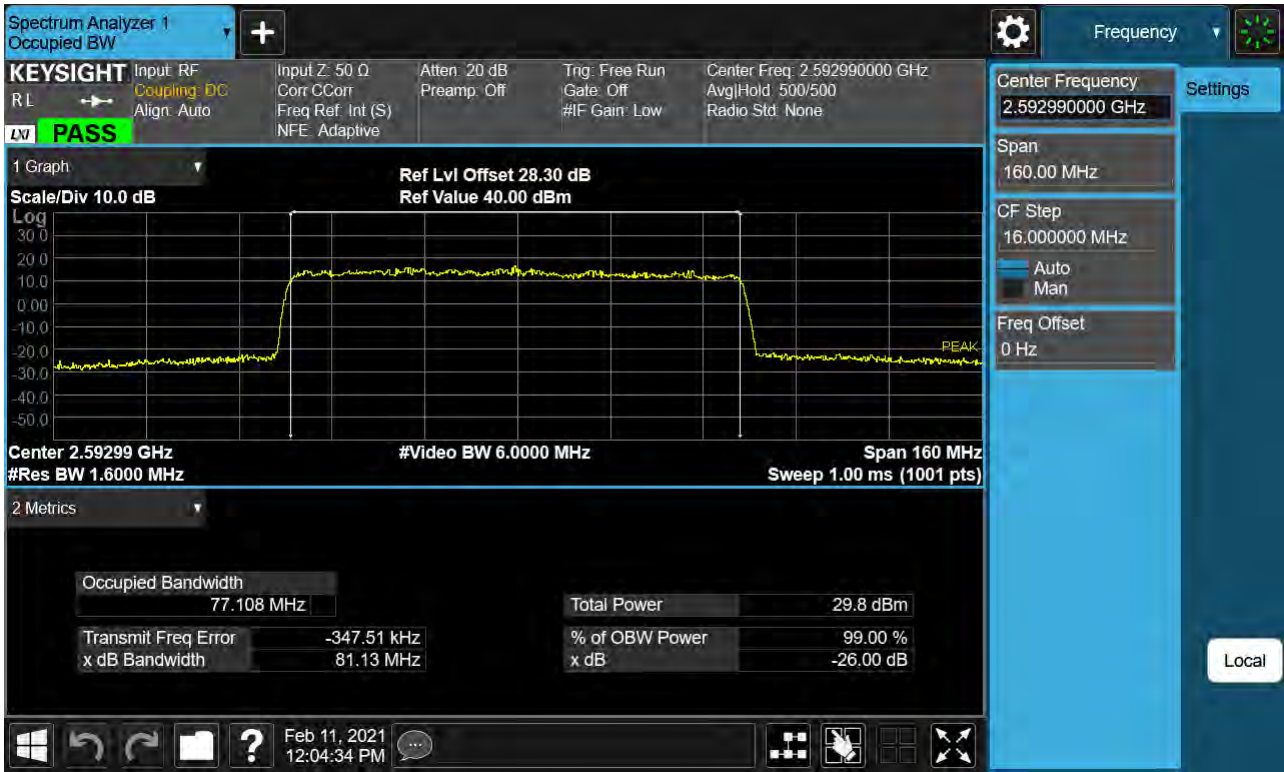 Spectrum Analyzer 1
Occupied BW
+
Frequency
KEYSIGHT
RL
LXI
PASS
Input: RF
Coupling: DC
Align: Auto
Input Z: 50 Ω
Corr CCorr
Freq Ref: Int (S)
NFE: Adaptive
Atten: 20 dB
Preamp: Off
Trig: Free Run
Gate: Off
#IF Gain: Low
Center Freq: 2.592990000 GHz
Avg|Hold: 500/500
Radio Std: None
Center Frequency
2.592990000 GHz
Settings
Span
160.00 MHz
CF Step
16.000000 MHz
Auto
Man
Freq Offset
0 Hz
Local
1 Graph
Scale/Div 10.0 dB
Ref Lvl Offset 28.30 dB
Ref Value 40.00 dBm
Log
30.0
20.0
10.0
0.00
-10.0
-20.0
-30.0
-40.0
-50.0
PEAK
Center 2.59299 GHz
#Video BW 6.0000 MHz
Span 160 MHz
#Res BW 1.6000 MHz
Sweep 1.00 ms (1001 pts)
2 Metrics
Occupied Bandwidth
77.108 MHz
Total Power 29.8 dBm
Transmit Freq Error -347.51 kHz
% of OBW Power 99.00 %
x dB Bandwidth 81.13 MHz
x dB -26.00 dB
?
Feb 11, 2021
12:04:34 PM